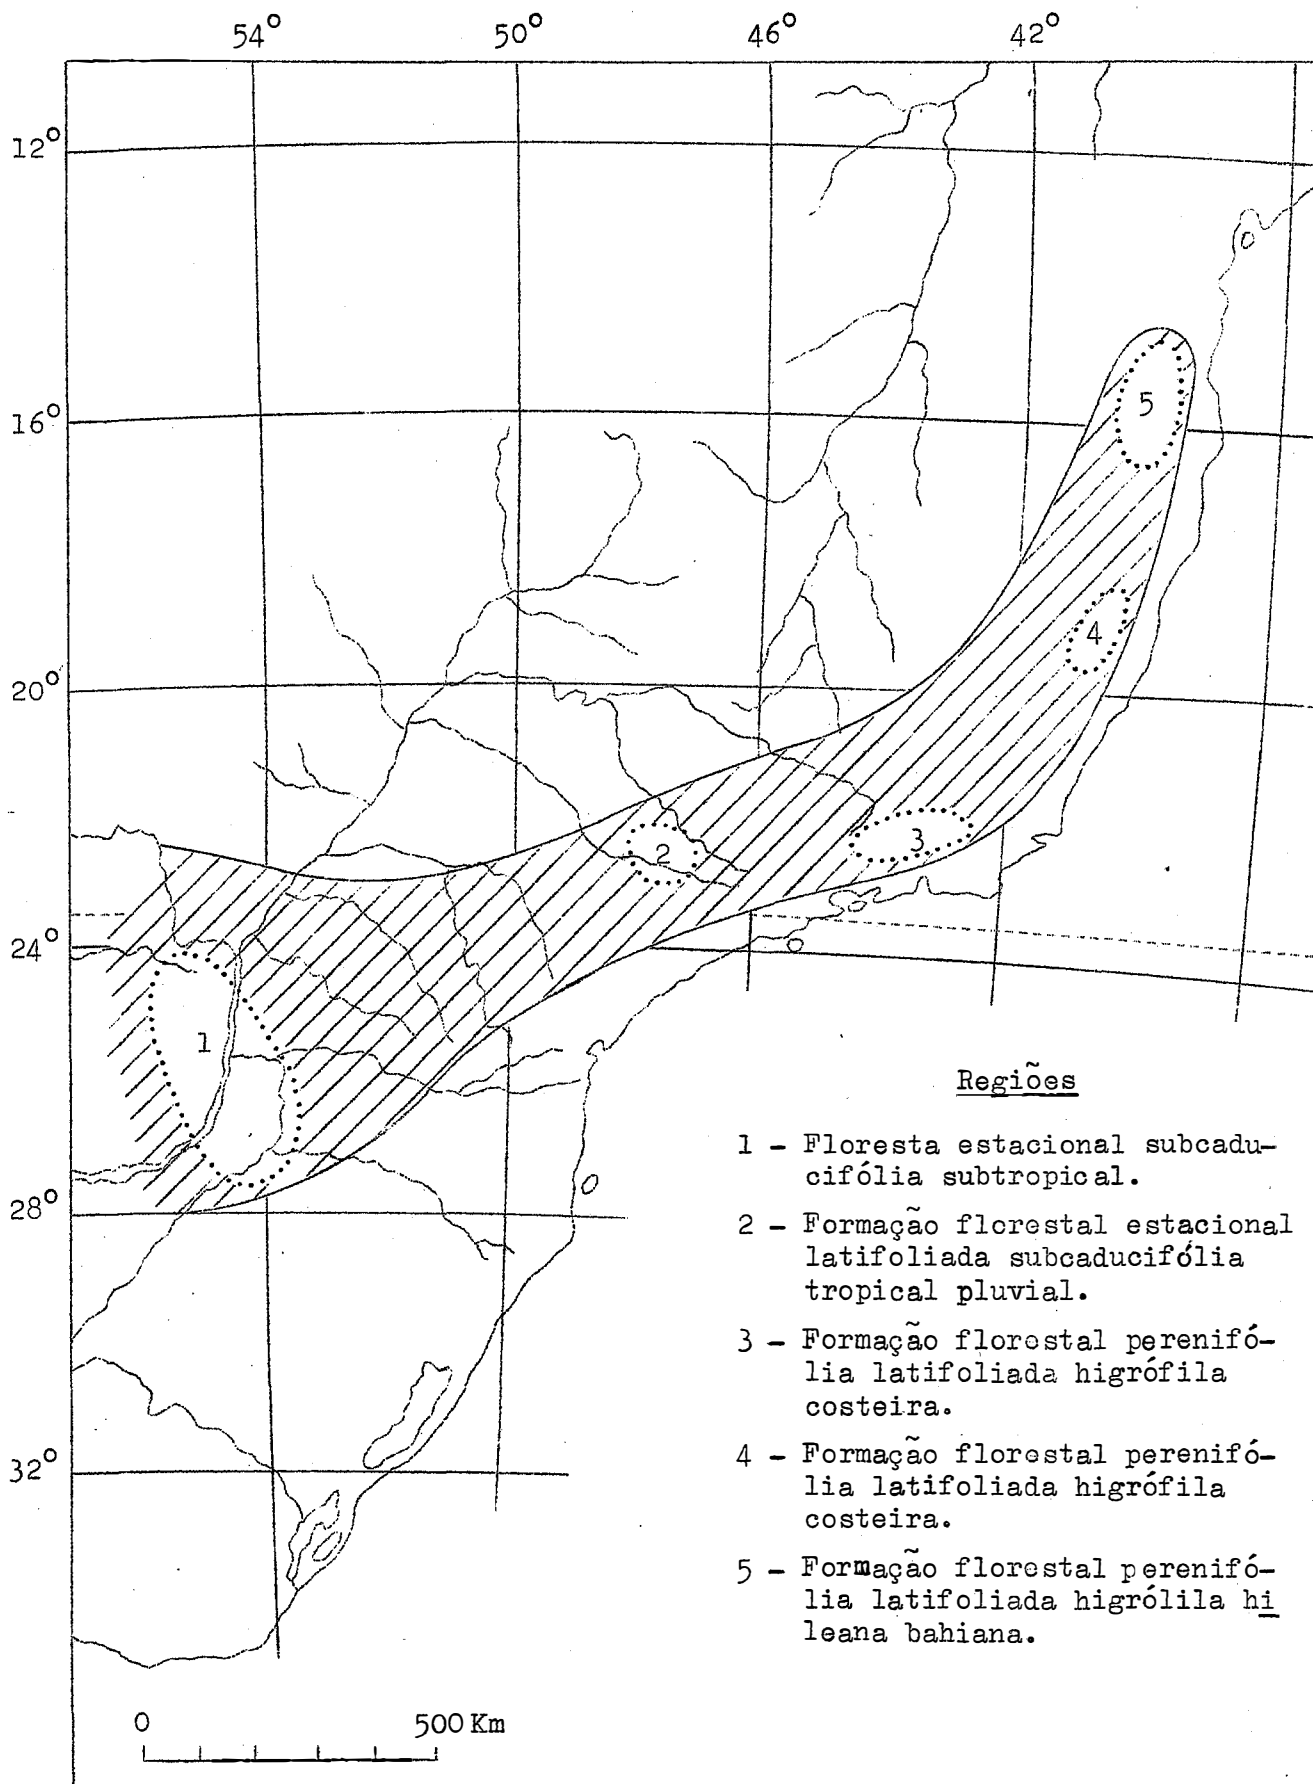 54° 50° 46° 42°
12°
16°
5
4
20°
3
2
24°
1
Regiões
1 - Floresta estacional subcadu-
cifólia subtropical.
28°
2 - Formação florestal estacional
latifoliada subcaducifólia
tropical pluvial.
3 - Formação florestal perenifó-
lia latifoliada higrófila
costeira.
32°
4 - Formação florestal perenifó-
lia latifoliada higrófila
costeira.
5 - Formação florestal perenifó-
lia latifoliada higrólila hi
leana bahiana.
0 500 Km